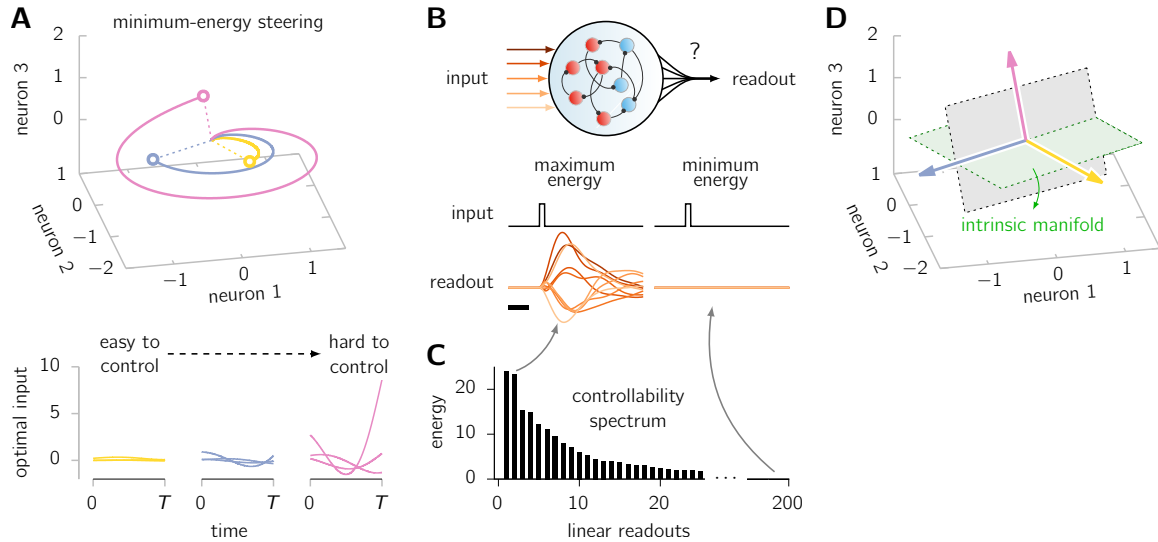 A
minimum-energy steering
2
1
0
neuron 3
1
0
−1
−2
neuron 2
−1
0
1
neuron 1
easy to
control
hard to
control
10
5
0
optimal input
0
T
0
T
0
T
time
B
?
input
readout
maximum
energy
minimum
energy
input
readout
C
20
10
0
energy
controllability
spectrum
...
0
10
20
200
linear readouts
D
2
1
0
neuron 3
1
0
−1
−2
neuron 2
intrinsic manifold
−1
0
1
neuron 1